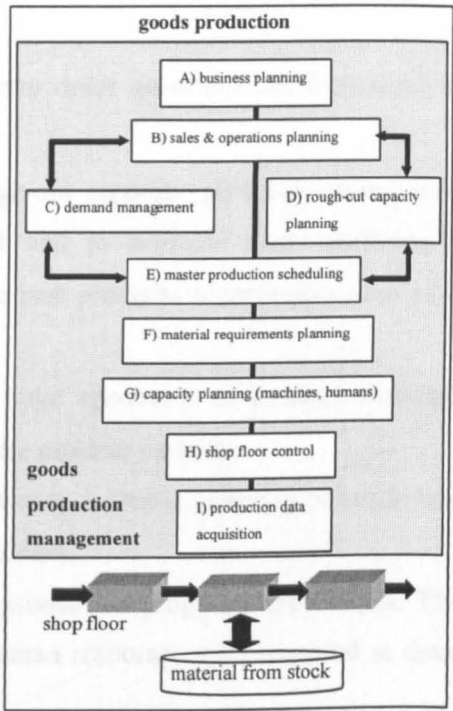 goods production
A) business planning
B) sales & operations planning
C) demand management
D) rough-cut capacity
planning
E) master production scheduling
F) material requirements planning
G) capacity planning (machines, humans)
H) shop floor control
goods
production
management
I) production data
acquisition
shop floor
material from stock